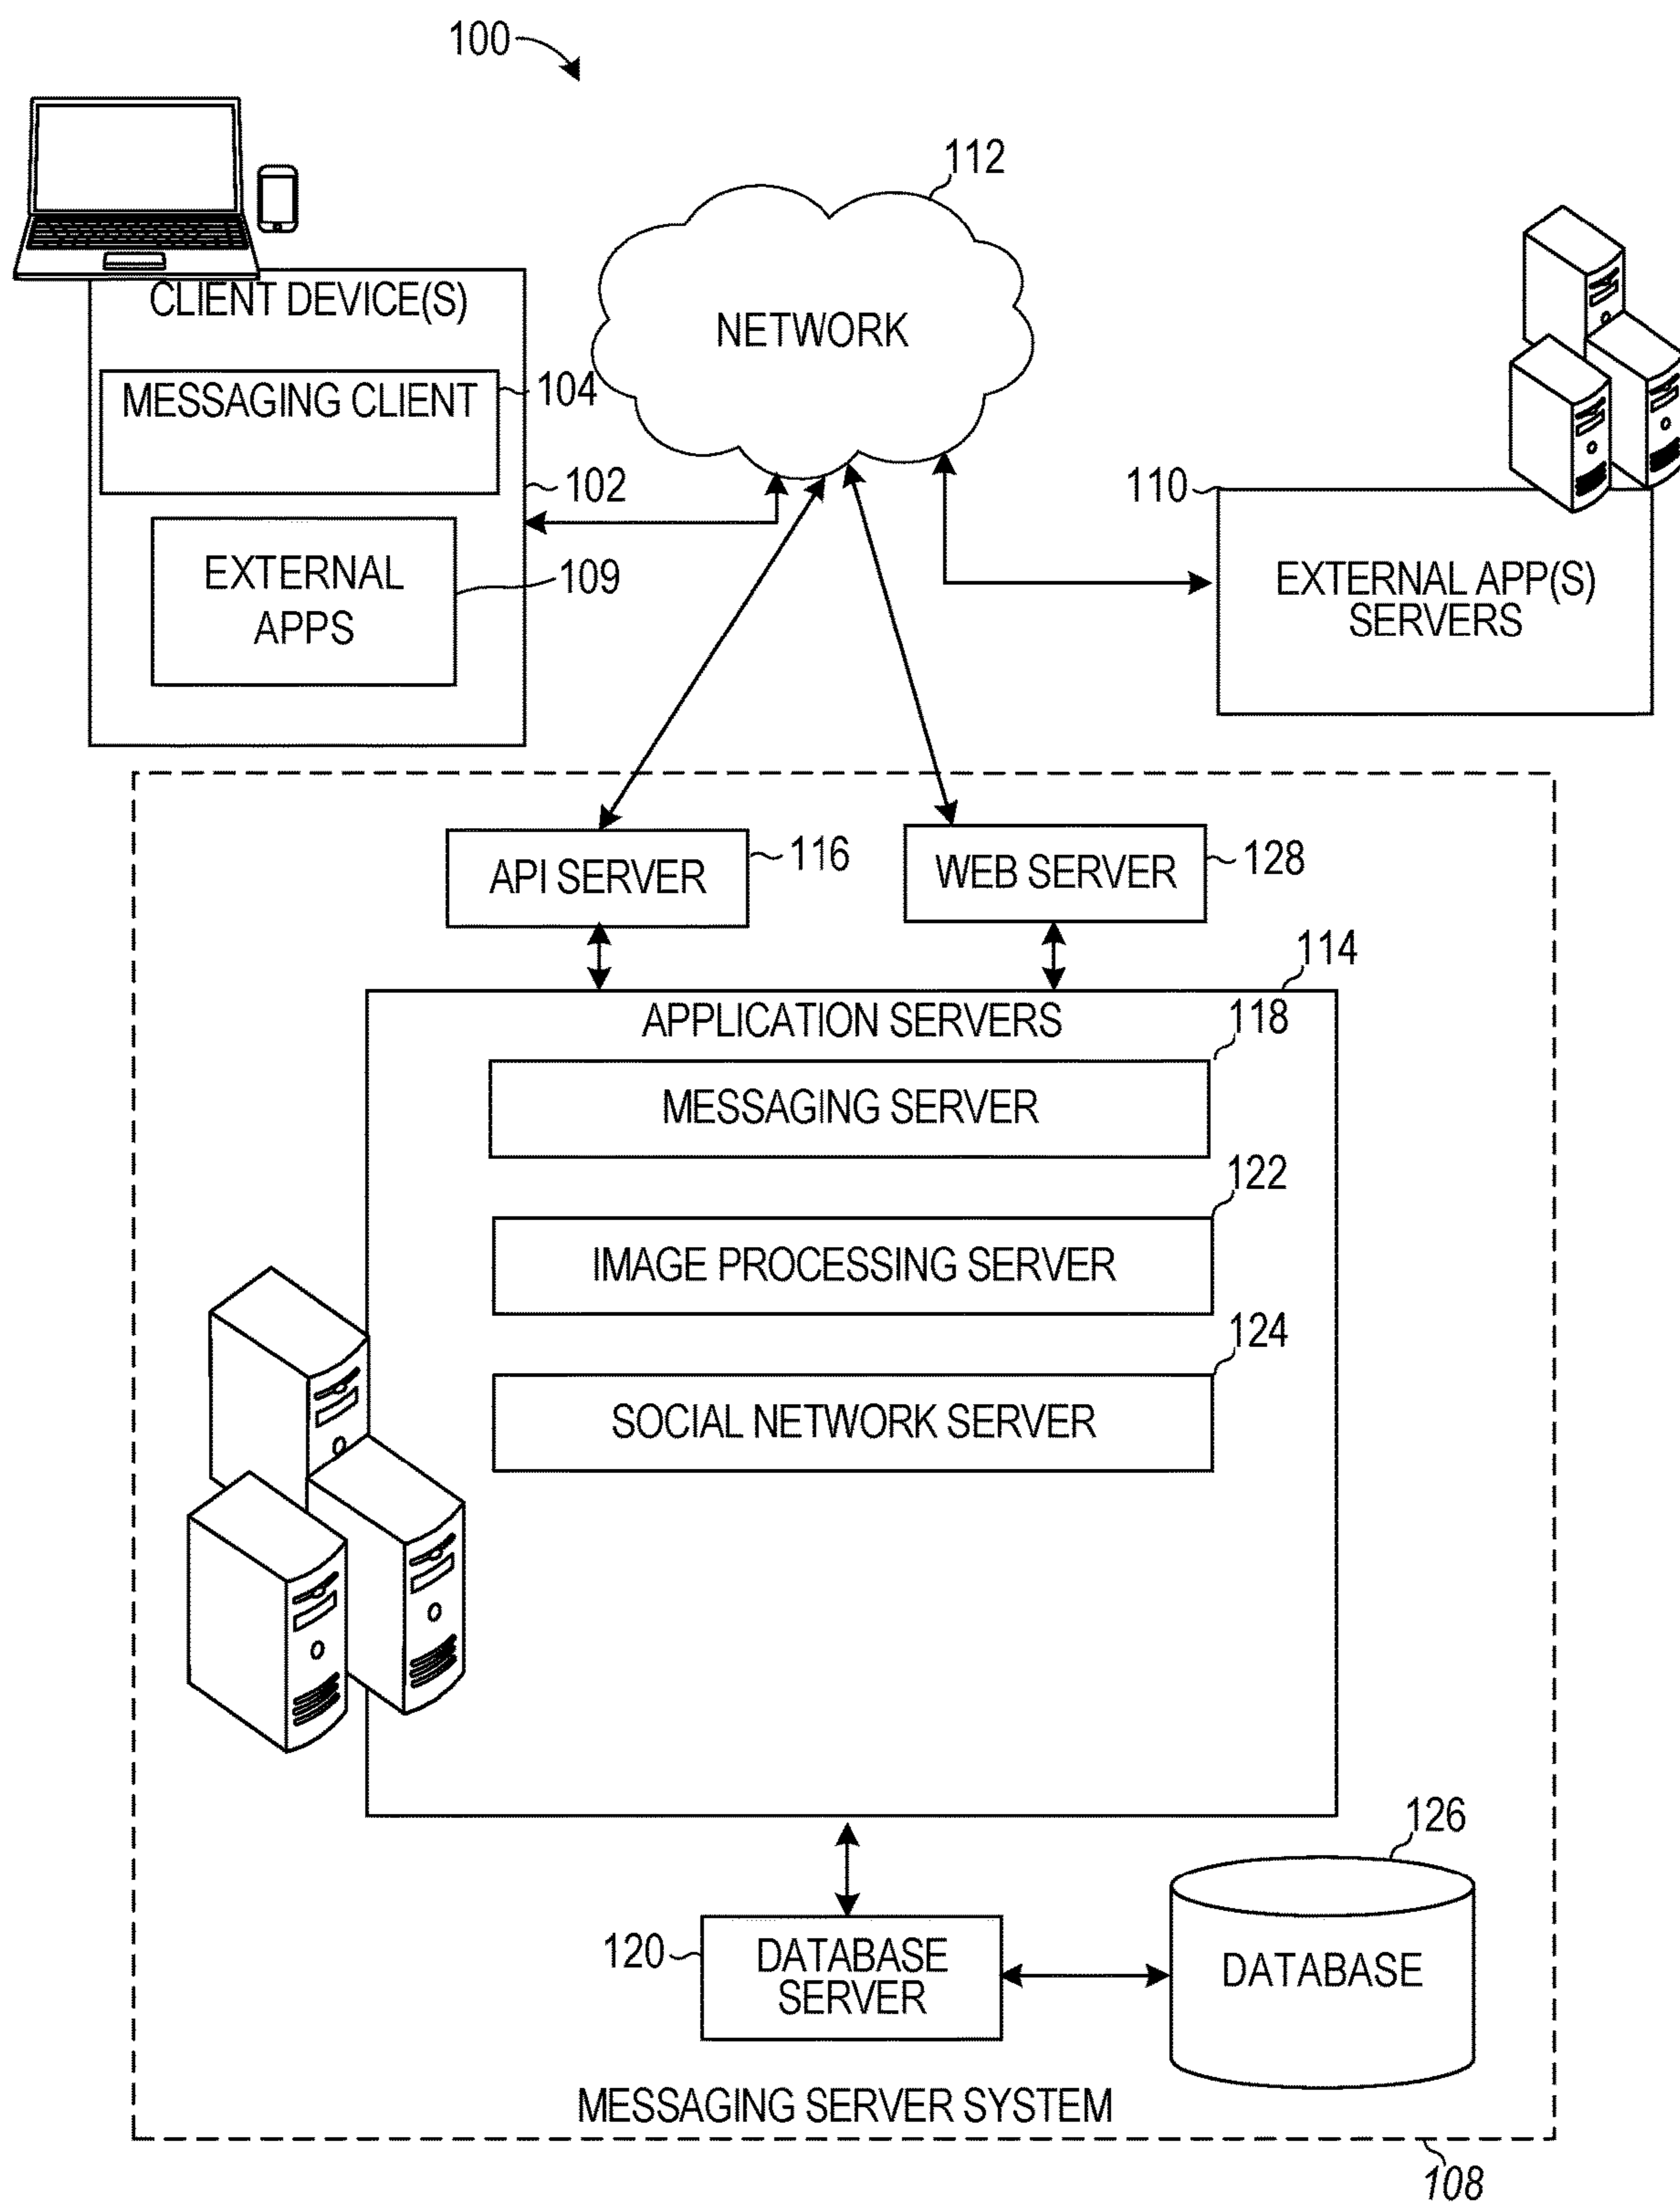 100
112
CLIENT DEVICE(S)
NETWORK
MESSAGING CLIENT
104
102
110
EXTERNAL
APPS
109
EXTERNAL APP(S)
SERVERS
API SERVER
116
WEB SERVER
128
114
APPLICATION SERVERS
118
MESSAGING SERVER
122
IMAGE PROCESSING SERVER
124
SOCIAL NETWORK SERVER
126
120
DATABASE
SERVER
DATABASE
MESSAGING SERVER SYSTEM
108